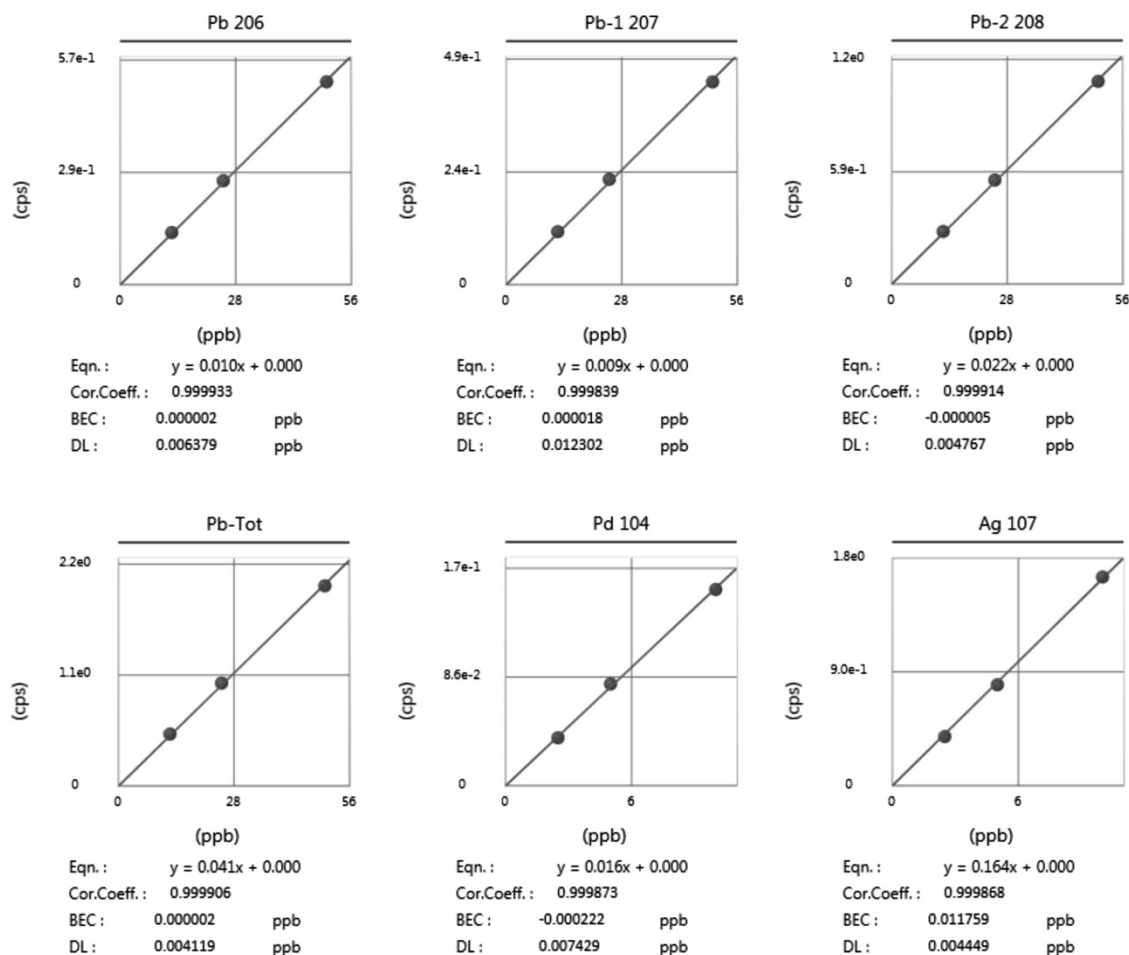 Pb 206
5.7e-1
2.9e-1
0
0 28 56
(cps)
(ppb)
Eqn. : y = 0.010x + 0.000
Cor.Coeff. : 0.999933
BEC : 0.000002 ppb
DL : 0.006379 ppb
Pb-1 207
4.9e-1
2.4e-1
0
0 28 56
(cps)
(ppb)
Eqn. : y = 0.009x + 0.000
Cor.Coeff. : 0.999839
BEC : 0.000018 ppb
DL : 0.012302 ppb
Pb-2 208
1.2e0
5.9e-1
0
0 28 56
(cps)
(ppb)
Eqn. : y = 0.022x + 0.000
Cor.Coeff. : 0.999914
BEC : -0.000005 ppb
DL : 0.004767 ppb
Pb-Tot
2.2e0
1.1e0
0
0 28 56
(cps)
(ppb)
Eqn. : y = 0.041x + 0.000
Cor.Coeff. : 0.999906
BEC : 0.000002 ppb
DL : 0.004119 ppb
Pd 104
1.7e-1
8.6e-2
0
0 6
(cps)
(ppb)
Eqn. : y = 0.016x + 0.000
Cor.Coeff. : 0.999873
BEC : -0.000222 ppb
DL : 0.007429 ppb
Ag 107
1.8e0
9.0e-1
0
0 6
(cps)
(ppb)
Eqn. : y = 0.164x + 0.000
Cor.Coeff. : 0.999868
BEC : 0.011759 ppb
DL : 0.004449 ppb